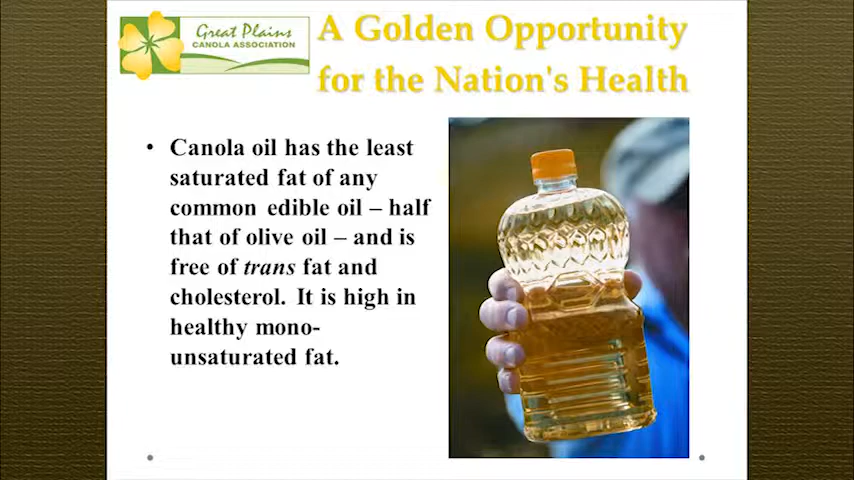 Great Plains
CANOLA ASSOCIATION
A Golden Opportunity
for the Nation's Health
• Canola oil has the least
saturated fat of any
common edible oil – half
that of olive oil – and is
free of trans fat and
cholesterol. It is high in
healthy mono-
unsaturated fat.